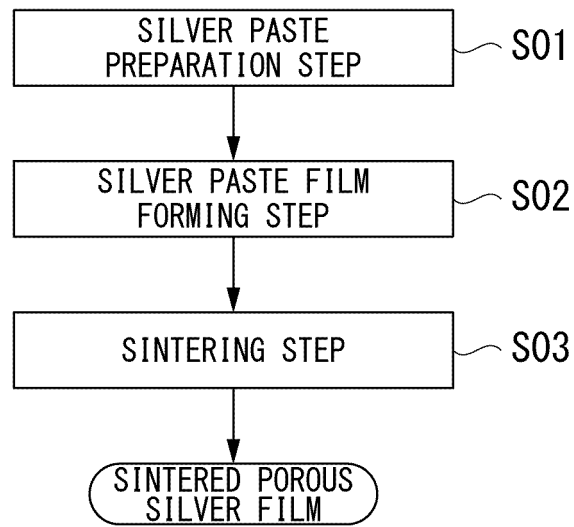 SILVER PASTE
PREPARATION STEP
S01
SILVER PASTE FILM
FORMING STEP
S02
SINTERING STEP
S03
SINTERED POROUS
SILVER FILM